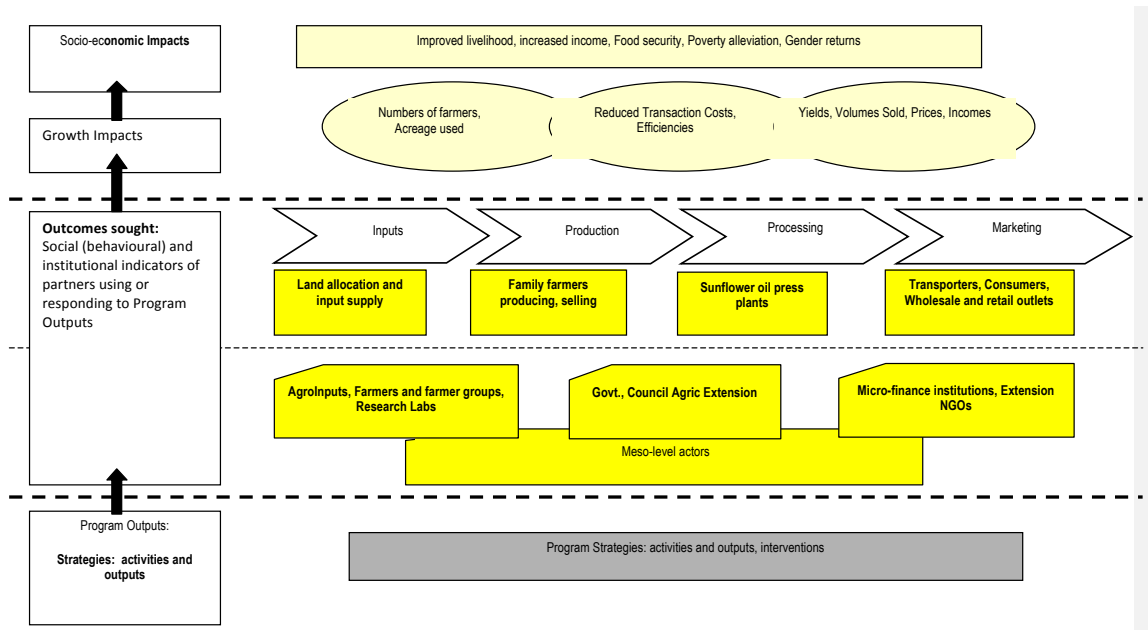 Socio-economic Impacts
Improved livelihood, increased income, Food security, Poverty alleviation, Gender returns
Growth Impacts
Numbers of farmers,
Acreage used
Reduced Transaction Costs,
Efficiencies
Yields, Volumes Sold, Prices, Incomes
Outcomes sought:
Social (behavioural) and
institutional indicators of
partners using or
responding to Program
Outputs
Inputs
Production
Processing
Marketing
Land allocation and
input supply
Family farmers
producing, selling
Sunflower oil press
plants
Transporters, Consumers,
Wholesale and retail outlets
AgroInputs, Farmers and farmer groups,
Research Labs
Govt., Council Agric Extension
Micro-finance institutions, Extension
NGOs
Meso-level actors
Program Outputs:
Strategies: activities and
outputs
Program Strategies: activities and outputs, interventions